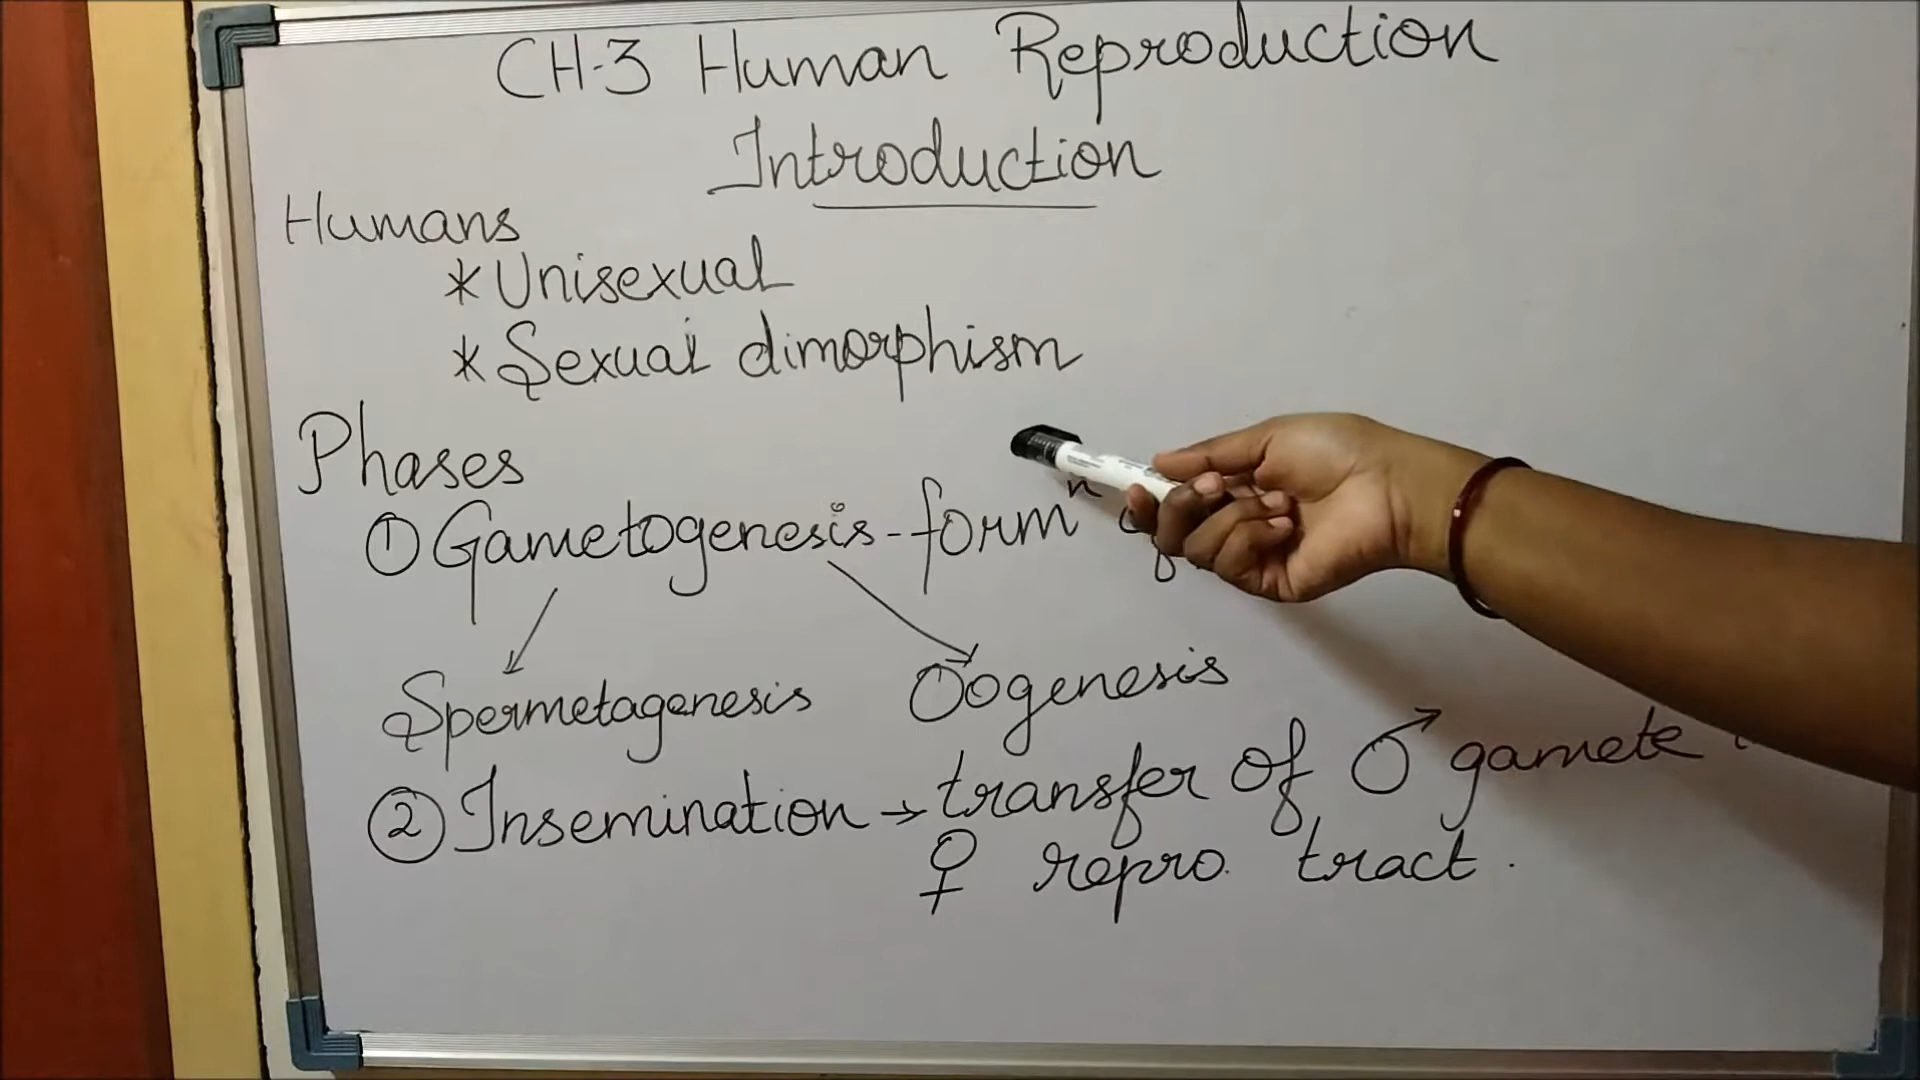 CH-3 Human Reproduction
Introduction
Humans
* Unisexual
* Sexual dimorphism
Phases
① Gametogenesis - formⁿ
Spermetagenesis Oogenesis
② Insemination → transfer of ♂ gamete
♀ repro. tract.